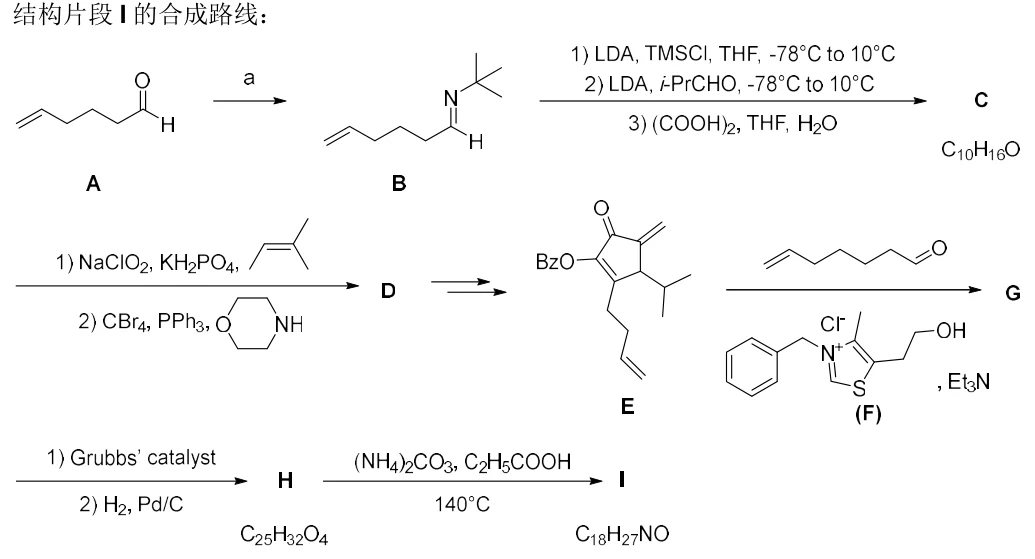 结构片段 I 的合成路线：
O
H
A
a
N
H
B
1) LDA, TMSCl, THF, -78°C to 10°C
2) LDA, i-PrCHO, -78°C to 10°C
3) (COOH)2, THF, H2O
C
C10H16O
1) NaClO2, KH2PO4,
2) CBr4, PPh3, O NH
D
O
BzO
E
O
Cl-
N+
S
OH
(F)
, Et3N
G
1) Grubbs' catalyst
2) H2, Pd/C
H
C25H32O4
(NH4)2CO3, C2H5COOH
140°C
I
C18H27NO